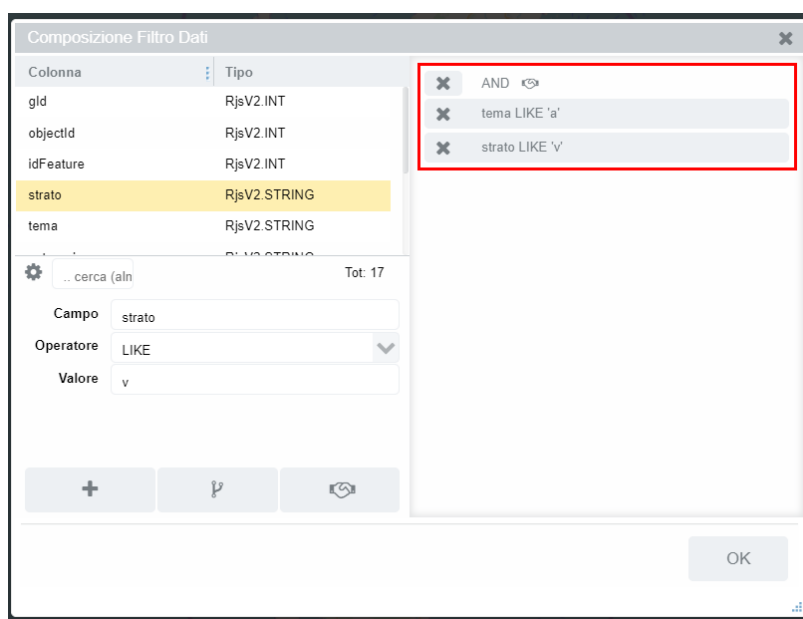 Composizione Filtro Dati
Colonna Tipo
gId RjsV2.INT
objectId RjsV2.INT
idFeature RjsV2.INT
strato RjsV2.STRING
tema RjsV2.STRING
.. cerca (aln Tot: 17
Campo strato
Operatore LIKE
Valore v
AND
tema LIKE 'a'
strato LIKE 'v'
OK